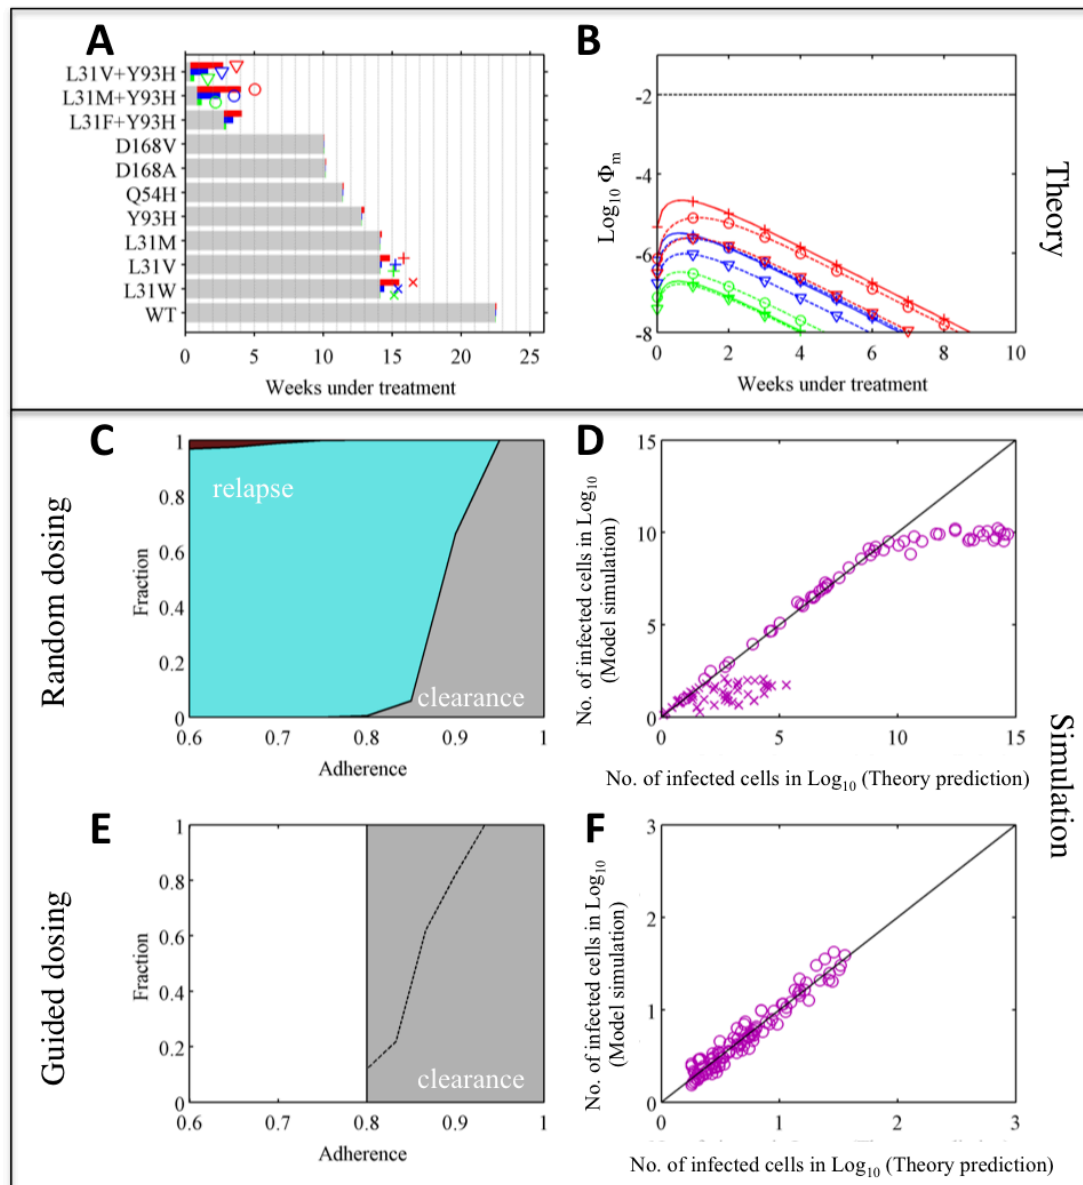 A
L31V+Y93H
L31M+Y93H
L31F+Y93H
D168V
D168A
Q54H
Y93H
L31M
L31V
L31W
WT
0 5 10 15 20 25
Weeks under treatment
B
-2
-4
-6
-8
Log10 Φm
0 2 4 6 8 10
Weeks under treatment
Theory
Random dosing
C
1
0.8
0.6
0.4
0.2
0
Fraction
relapse
clearance
0.6 0.7 0.8 0.9 1
Adherence
D
15
10
5
0
No. of infected cells in Log10
(Model simulation)
0 5 10 15
No. of infected cells in Log10 (Theory prediction)
Simulation
Guided dosing
E
1
0.8
0.6
0.4
0.2
0
Fraction
clearance
0.6 0.7 0.8 0.9 1
Adherence
F
3
2
1
0
No. of infected cells in Log10
(Model simulation)
0 1 2 3
No. of infected cells in Log10 (Theory prediction)